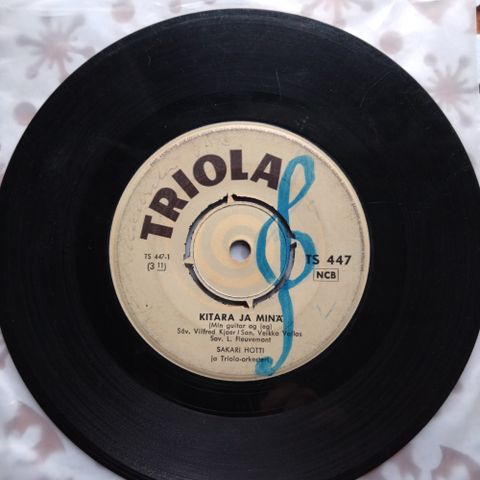 TRIOLA
TS 447-1
(3 11)
TS 447
NCB
KITARA JA MINÄ
(Min guitar og jeg)
Säv. Vilfred Kjaer/San. Veikko Vallas
Sov. L. Fleuvemont
SAKARI HOTTI
ja Triola-orkesteri